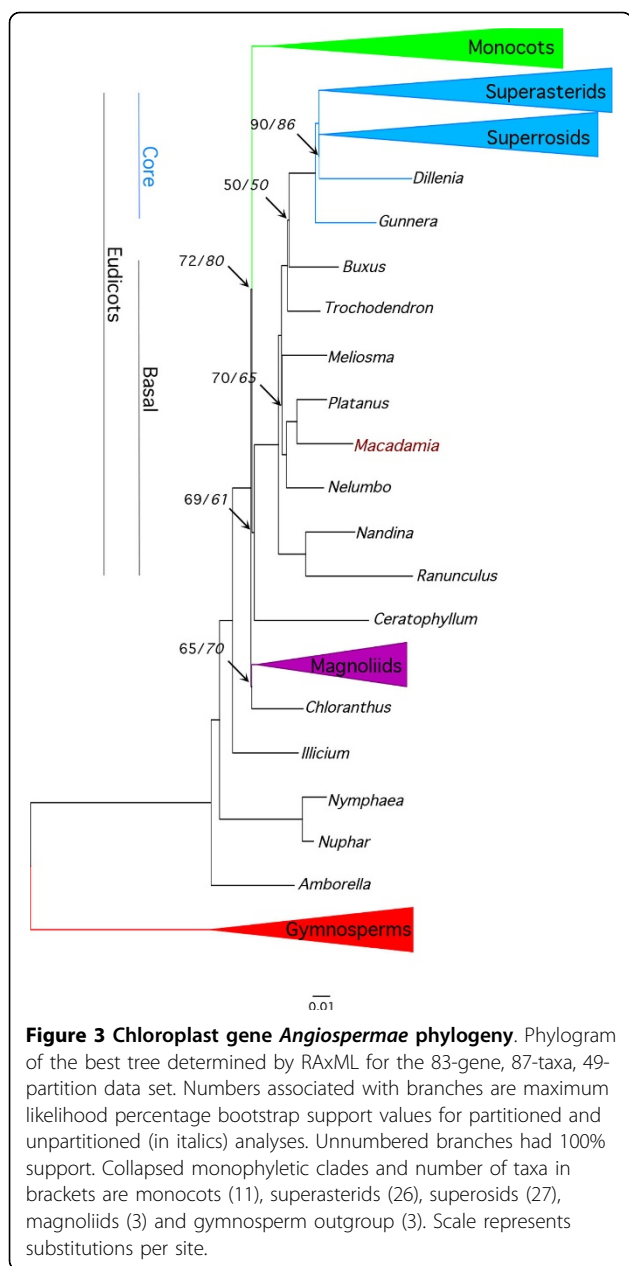 Monocots
Superasterids
90/86
Superrosids
Core
Dillenia
50/50
Gunnera
Eudicots
72/80
Buxus
Trochodendron
Basal
Meliosma
70/65
Platanus
Macadamia
69/61
Nelumbo
Nandina
Ranunculus
Ceratophyllum
65/70
Magnoliids
Chloranthus
Illicium
Nymphaea
Nuphar
Amborella
Gymnosperms
0.01
Figure 3 Chloroplast gene Angiospermae phylogeny. Phylogram
of the best tree determined by RAxML for the 83-gene, 87-taxa, 49-
partition data set. Numbers associated with branches are maximum
likelihood percentage bootstrap support values for partitioned and
unpartitioned (in italics) analyses. Unnumbered branches had 100%
support. Collapsed monophyletic clades and number of taxa in
brackets are monocots (11), superasterids (26), superosids (27),
magnoliids (3) and gymnosperm outgroup (3). Scale represents
substitutions per site.